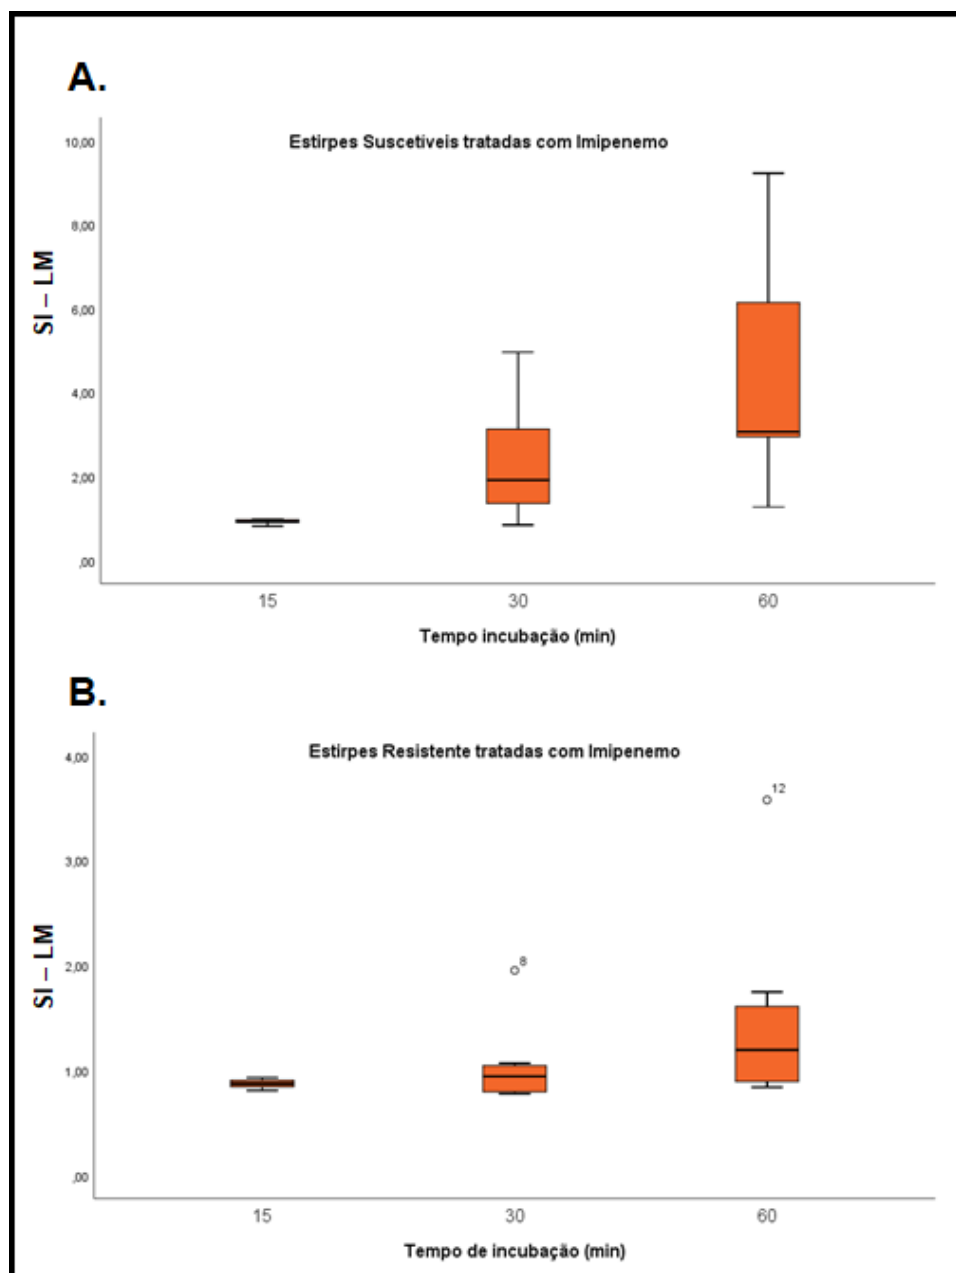 A.
Estirpes Suscetiveis tratadas com Imipenemo
10,00
8,00
6,00
4,00
2,00
,00
SI – LM
15 30 60
Tempo incubação (min)
B.
Estirpes Resistente tratadas com Imipenemo
4,00
3,00
2,00
1,00
,00
SI – LM
12
8
15 30 60
Tempo de incubação (min)